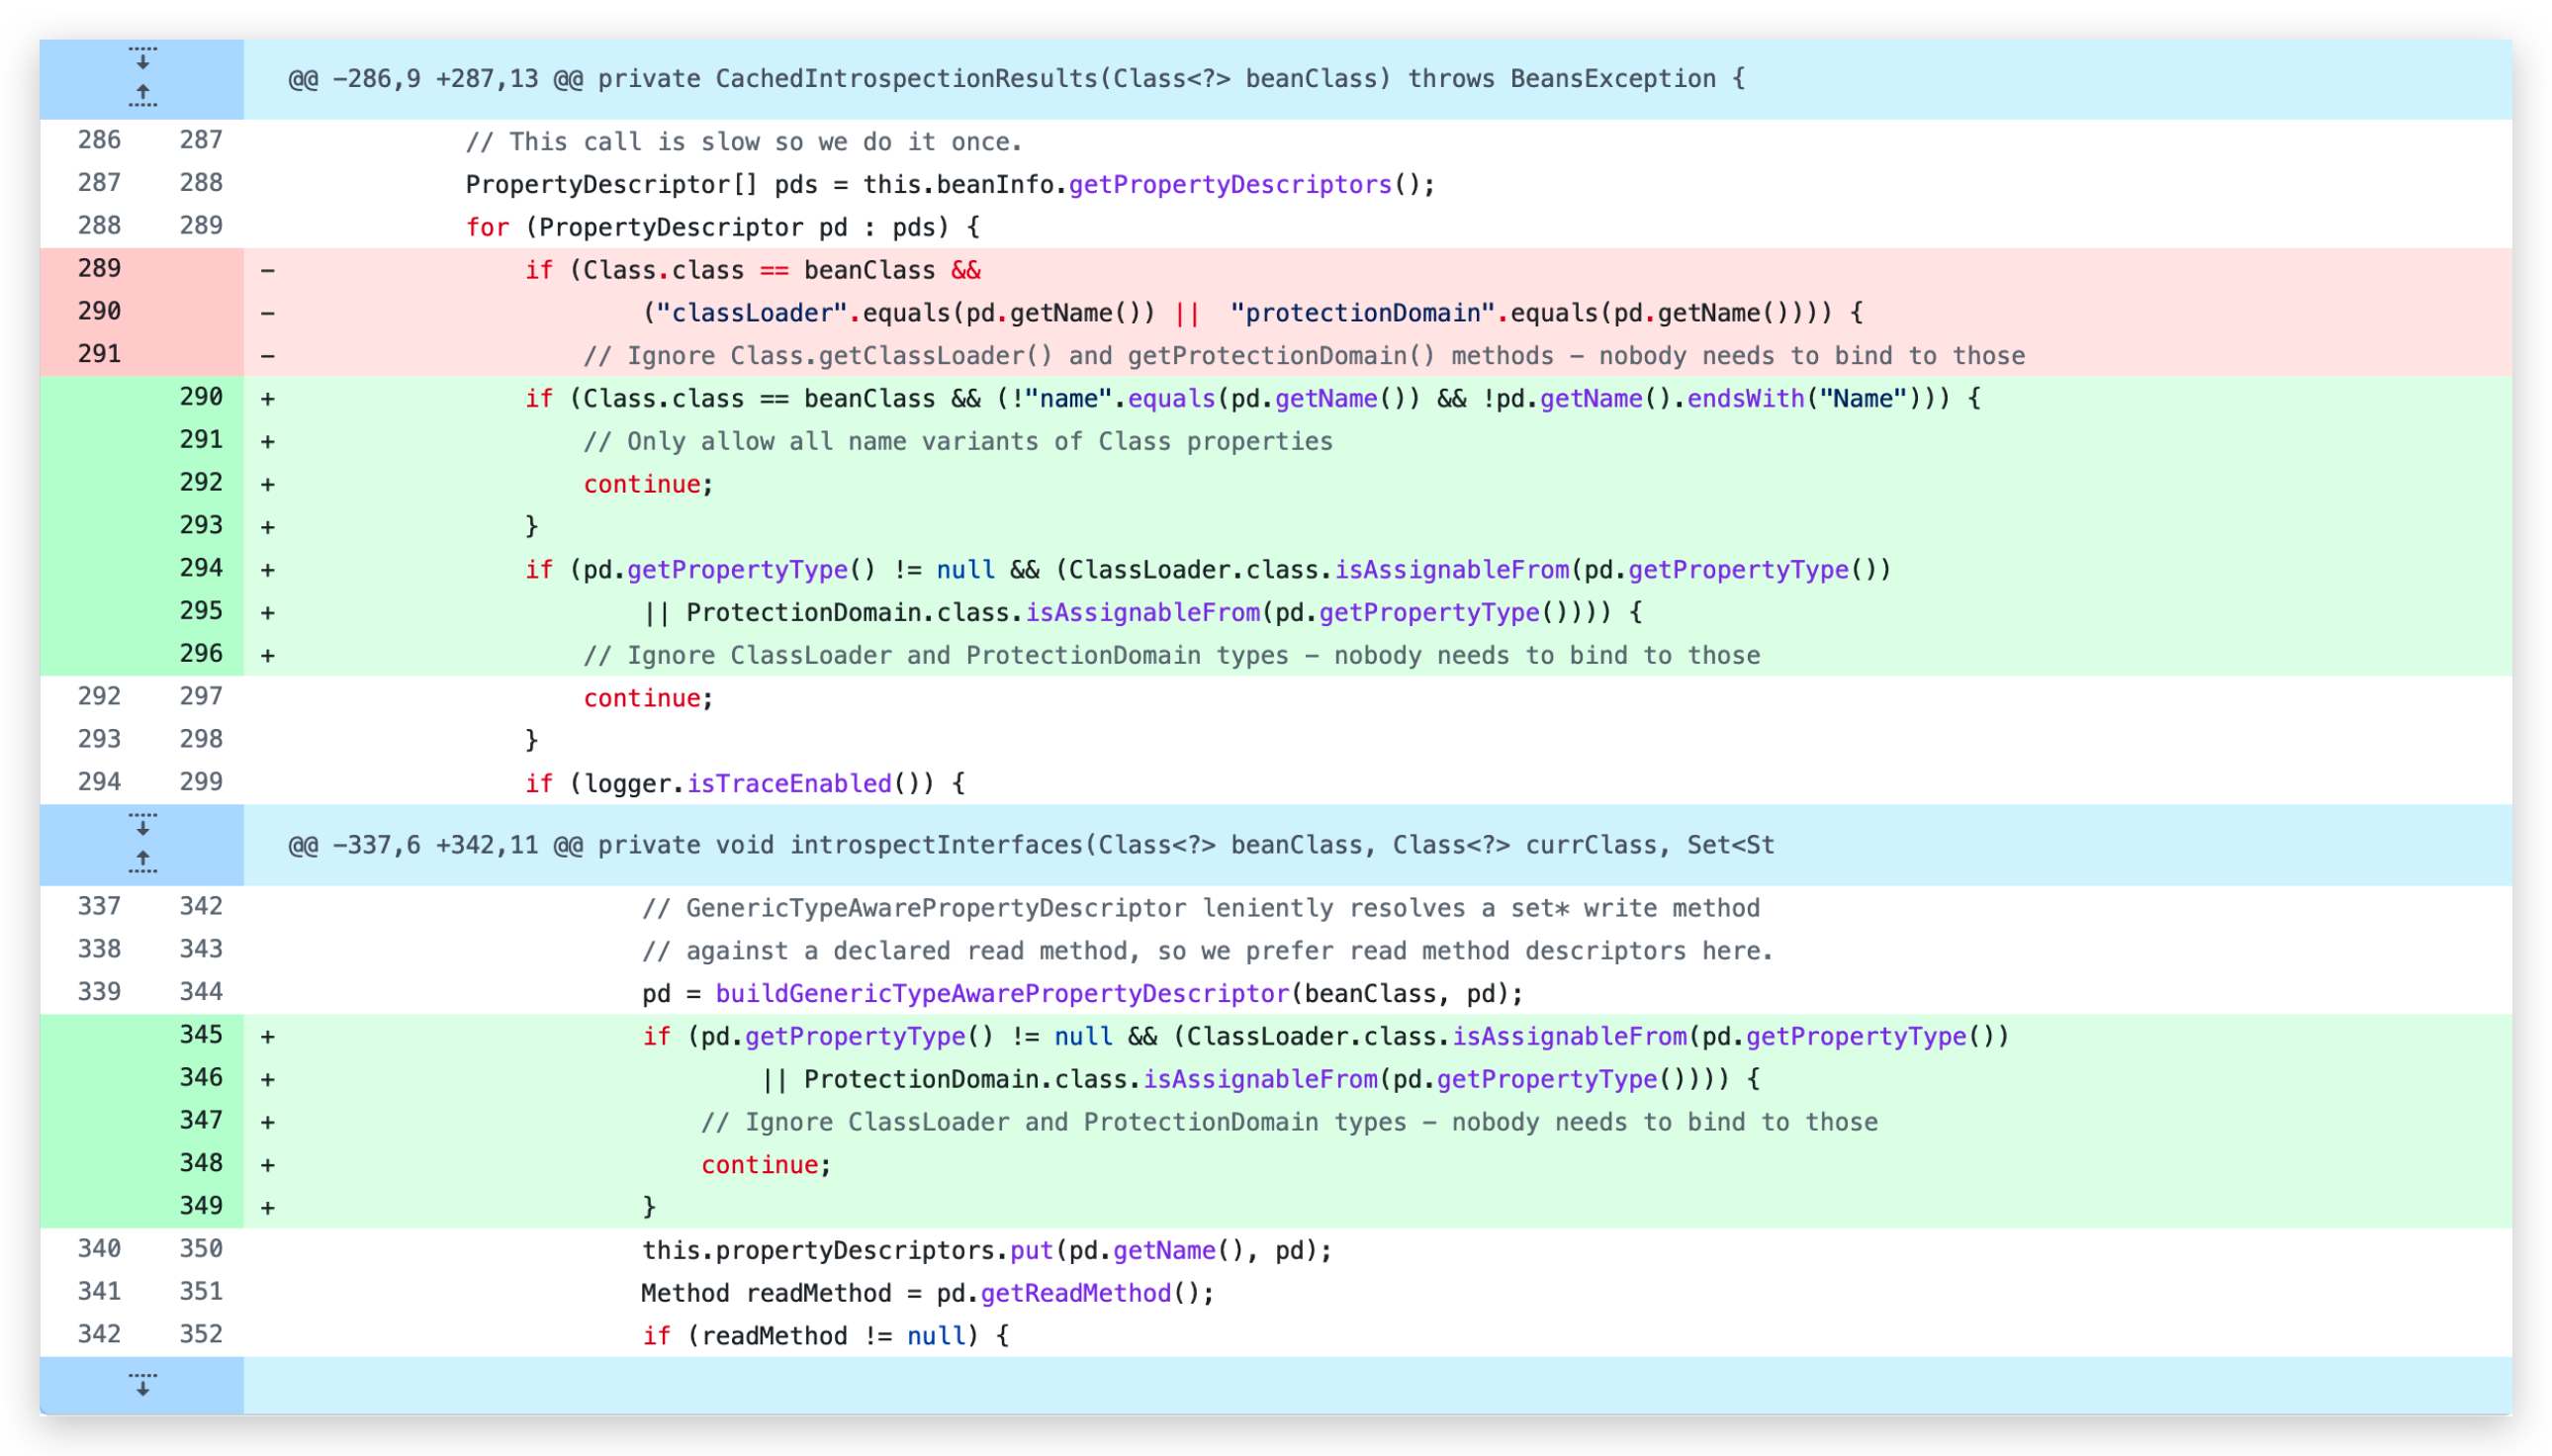 @@ -286,9 +287,13 @@ private CachedIntrospectionResults(Class<?> beanClass) throws BeansException {
286 287 // This call is slow so we do it once.
287 288 PropertyDescriptor[] pds = this.beanInfo.getPropertyDescriptors();
288 289 for (PropertyDescriptor pd : pds) {
289 - if (Class.class == beanClass &&
290 - ("classLoader".equals(pd.getName()) ||  "protectionDomain".equals(pd.getName()))) {
291 - // Ignore Class.getClassLoader() and getProtectionDomain() methods - nobody needs to bind to those
290 + if (Class.class == beanClass && (!"name".equals(pd.getName()) && !pd.getName().endsWith("Name"))) {
291 + // Only allow all name variants of Class properties
292 + continue;
293 + }
294 + if (pd.getPropertyType() != null && (ClassLoader.class.isAssignableFrom(pd.getPropertyType())
295 + || ProtectionDomain.class.isAssignableFrom(pd.getPropertyType()))) {
296 + // Ignore ClassLoader and ProtectionDomain types - nobody needs to bind to those
292 297 continue;
293 298 }
294 299 if (logger.isTraceEnabled()) {
@@ -337,6 +342,11 @@ private void introspectInterfaces(Class<?> beanClass, Class<?> currClass, Set<St
337 342 // GenericTypeAwarePropertyDescriptor leniently resolves a set* write method
338 343 // against a declared read method, so we prefer read method descriptors here.
339 344 pd = buildGenericTypeAwarePropertyDescriptor(beanClass, pd);
345 + if (pd.getPropertyType() != null && (ClassLoader.class.isAssignableFrom(pd.getPropertyType())
346 + || ProtectionDomain.class.isAssignableFrom(pd.getPropertyType()))) {
347 + // Ignore ClassLoader and ProtectionDomain types - nobody needs to bind to those
348 + continue;
349 + }
340 350 this.propertyDescriptors.put(pd.getName(), pd);
341 351 Method readMethod = pd.getReadMethod();
342 352 if (readMethod != null) {